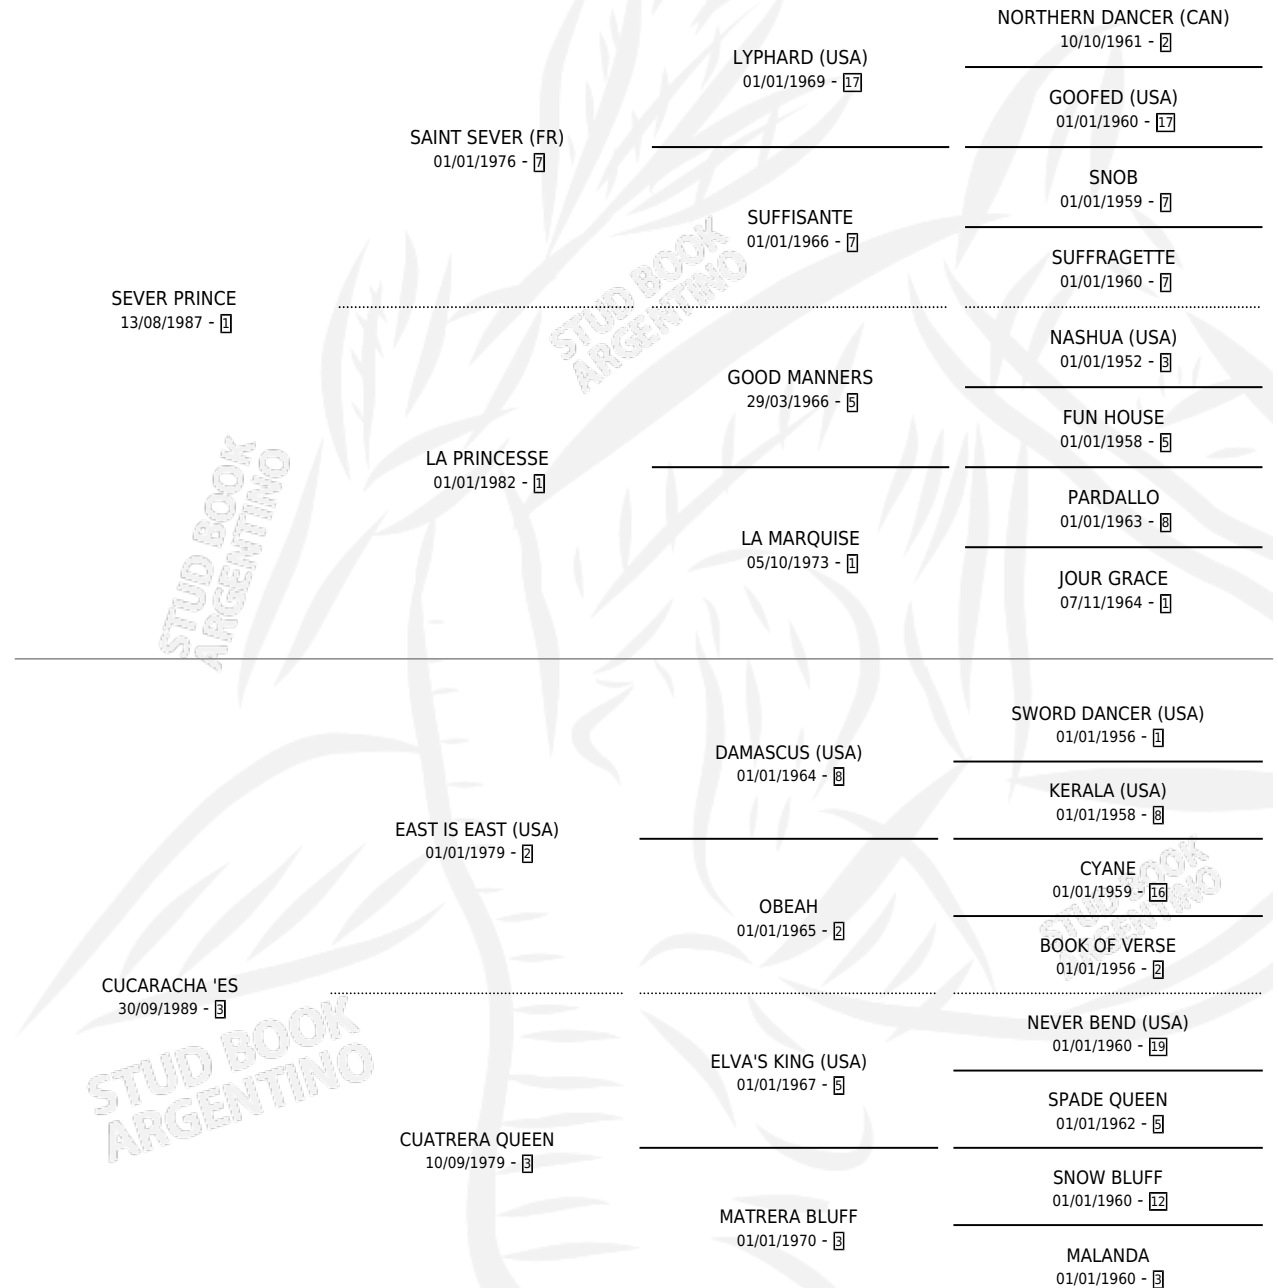 NORTHERN DANCER (CAN)
10/10/1961 - 2
LYPHARD (USA)
01/01/1969 - 17
GOOFED (USA)
01/01/1960 - 17
SAINT SEVER (FR)
01/01/1976 - 7
SNOB
01/01/1959 - 7
SUFFISANTE
01/01/1966 - 7
SUFFRAGETTE
01/01/1960 - 7
SEVER PRINCE
13/08/1987 - 1
NASHUA (USA)
01/01/1952 - 3
GOOD MANNERS
29/03/1966 - 5
FUN HOUSE
01/01/1958 - 5
LA PRINCESSE
01/01/1982 - 1
PARDALLO
01/01/1963 - 8
LA MARQUISE
05/10/1973 - 1
JOUR GRACE
07/11/1964 - 1
STUD BOOK
ARGENTINO
STUD BOOK
ARGENTINO
SWORD DANCER (USA)
01/01/1956 - 1
DAMASCUS (USA)
01/01/1964 - 8
KERALA (USA)
01/01/1958 - 8
EAST IS EAST (USA)
01/01/1979 - 2
CYANE
01/01/1959 - 16
OBEAH
01/01/1965 - 2
BOOK OF VERSE
01/01/1956 - 2
CUCARACHA 'ES
30/09/1989 - 3
NEVER BEND (USA)
01/01/1960 - 19
ELVA'S KING (USA)
01/01/1967 - 5
SPADE QUEEN
01/01/1962 - 5
CUATRERA QUEEN
10/09/1979 - 3
SNOW BLUFF
01/01/1960 - 12
MATRERA BLUFF
01/01/1970 - 3
MALANDA
01/01/1960 - 3
STUD BOOK
ARGENTINO
STUD BOOK
ARGENTINO